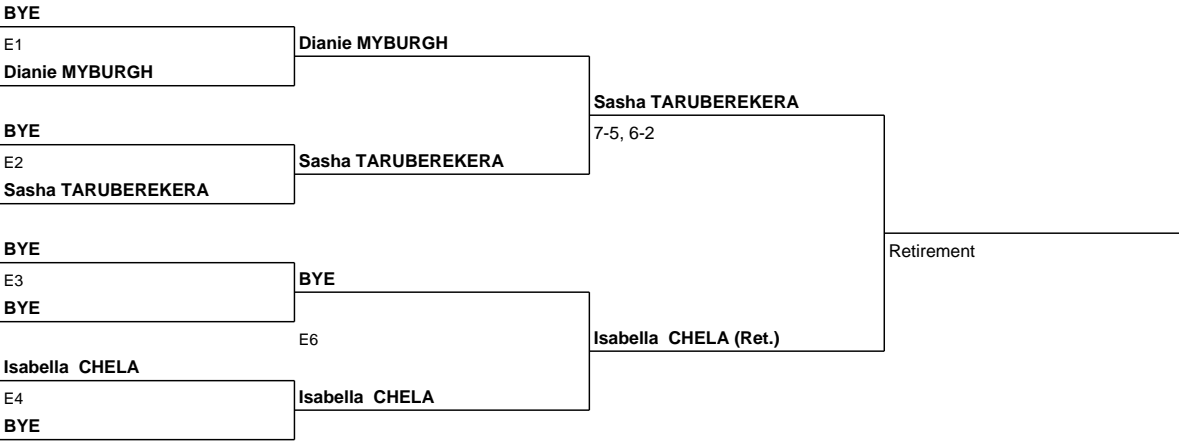 BYE
E1
Dianie MYBURGH
BYE
E2
Sasha TARUBEREKERA
BYE
E3
BYE
Isabella  CHELA
E4
BYE
Dianie MYBURGH
Sasha TARUBEREKERA
BYE
E6
Isabella  CHELA
Sasha TARUBEREKERA
7-5, 6-2
Isabella  CHELA (Ret.)
Retirement